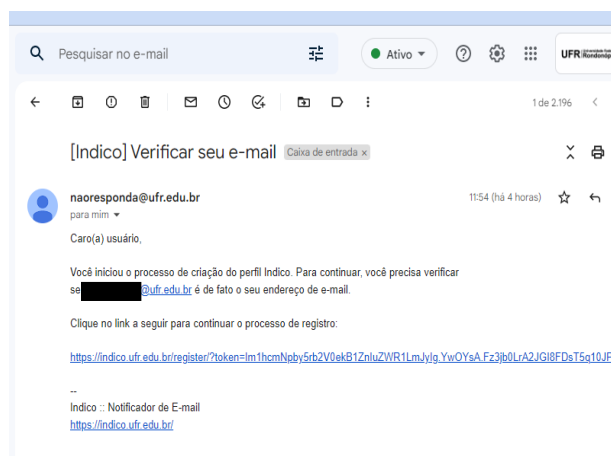 Pesquisar no e-mail
Ativo
UFR
1 de 2.196
[Indico] Verificar seu e-mail Caixa de entrada x
naoresponda@ufr.edu.br 11:54 (há 4 horas)
para mim
Caro(a) usuário,
Você iniciou o processo de criação do perfil Indico. Para continuar, você precisa verificar
se @ufr.edu.br é de fato o seu endereço de e-mail.
Clique no link a seguir para continuar o processo de registro:
https://indico.ufr.edu.br/register/?token=
--
Indico :: Notificador de E-mail
https://indico.ufr.edu.br/